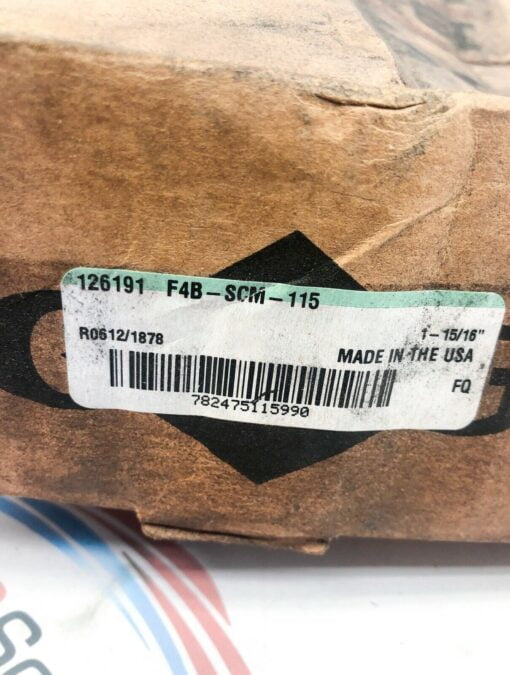 126191 F4B-SCM-115
R0612/1878
1-15/16"
MADE IN THE USA
FQ
782475115990
G